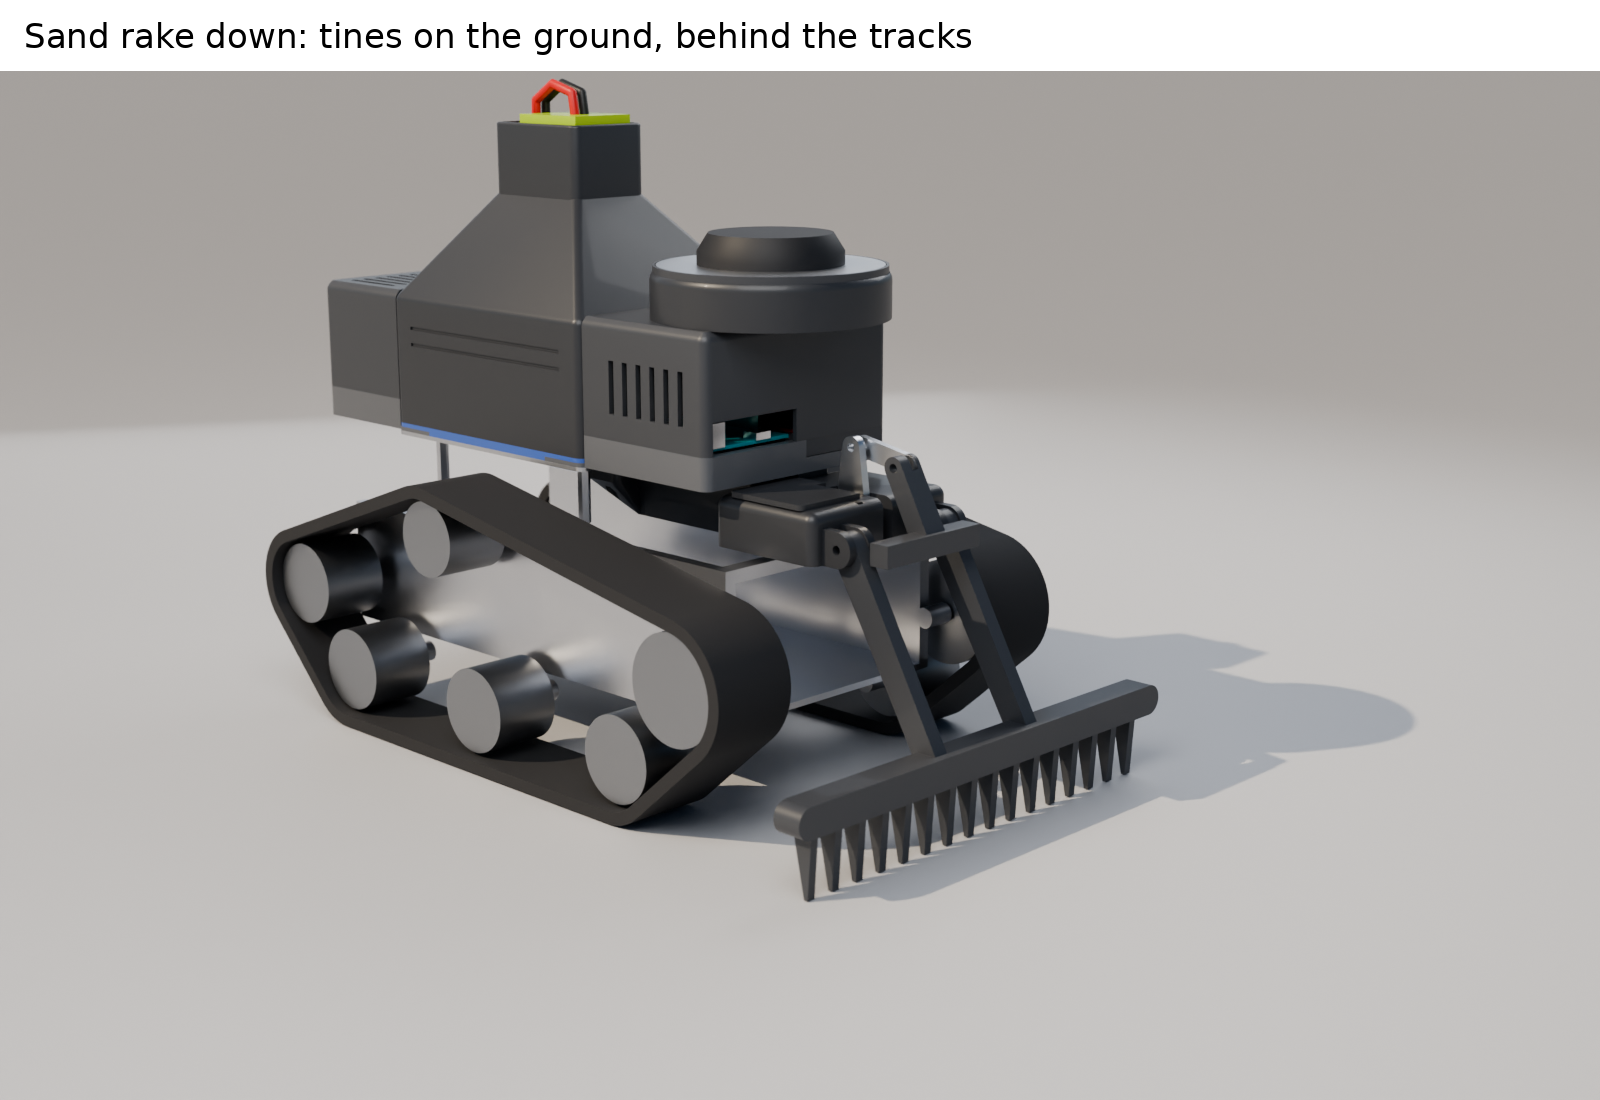 Sand rake down: tines on the ground, behind the tracks